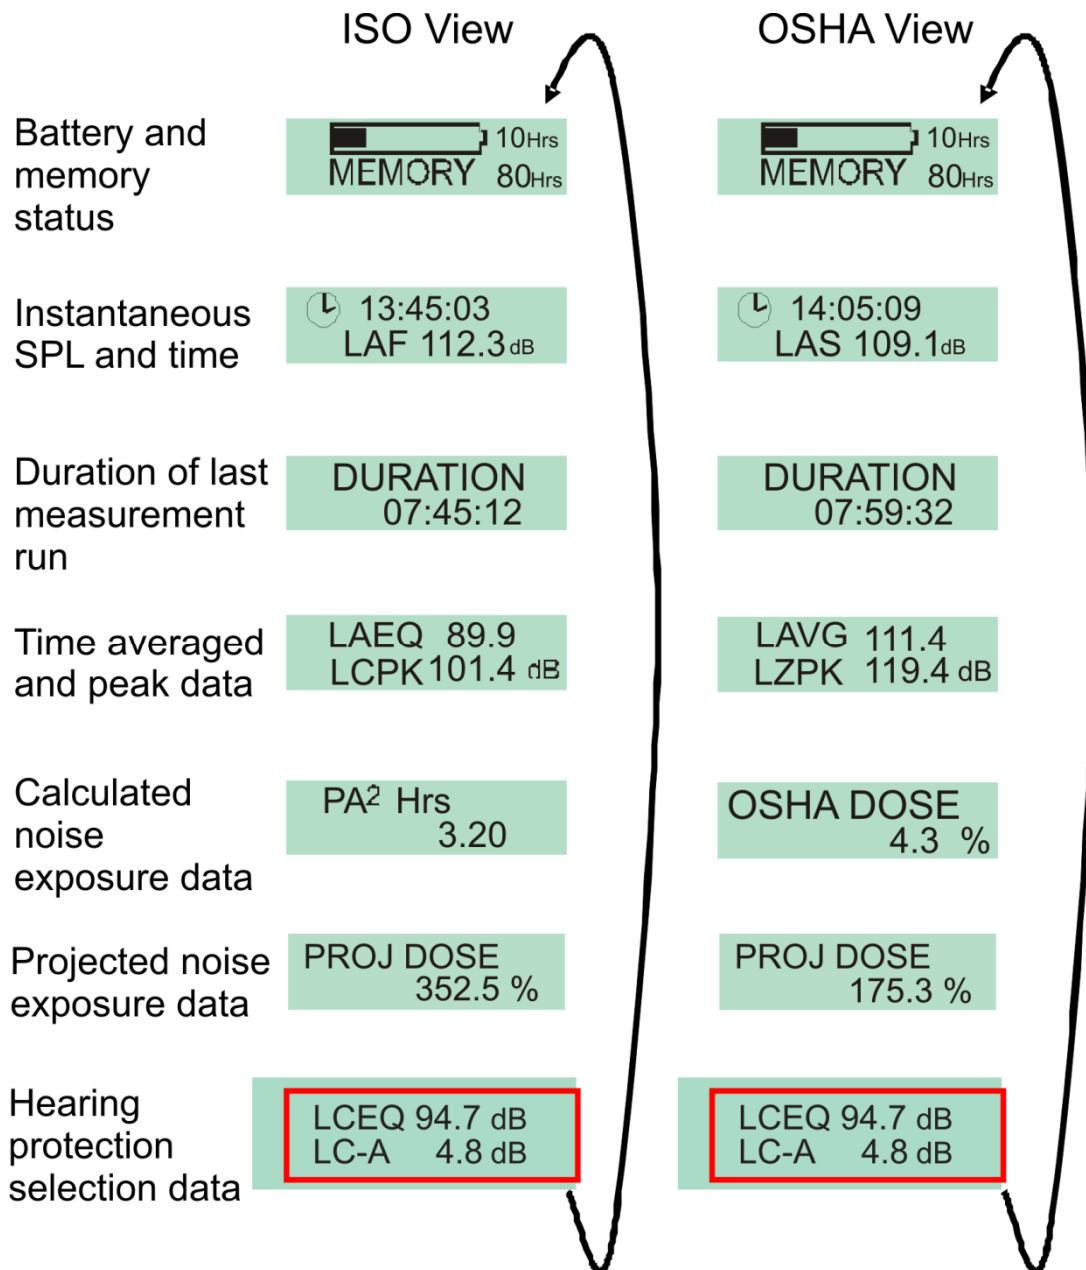 ISO View
OSHA View
Battery and
memory
status
10Hrs
MEMORY 80Hrs
10Hrs
MEMORY 80Hrs
Instantaneous
SPL and time
13:45:03
LAF 112.3 dB
14:05:09
LAS 109.1dB
Duration of last
measurement
run
DURATION
07:45:12
DURATION
07:59:32
Time averaged
and peak data
LAEQ 89.9
LCPK 101.4 dB
LAVG 111.4
LZPK 119.4 dB
Calculated
noise
exposure data
PA² Hrs
3.20
OSHA DOSE
4.3 %
Projected noise
exposure data
PROJ DOSE
352.5 %
PROJ DOSE
175.3 %
Hearing
protection
selection data
LCEQ 94.7 dB
LC-A 4.8 dB
LCEQ 94.7 dB
LC-A 4.8 dB